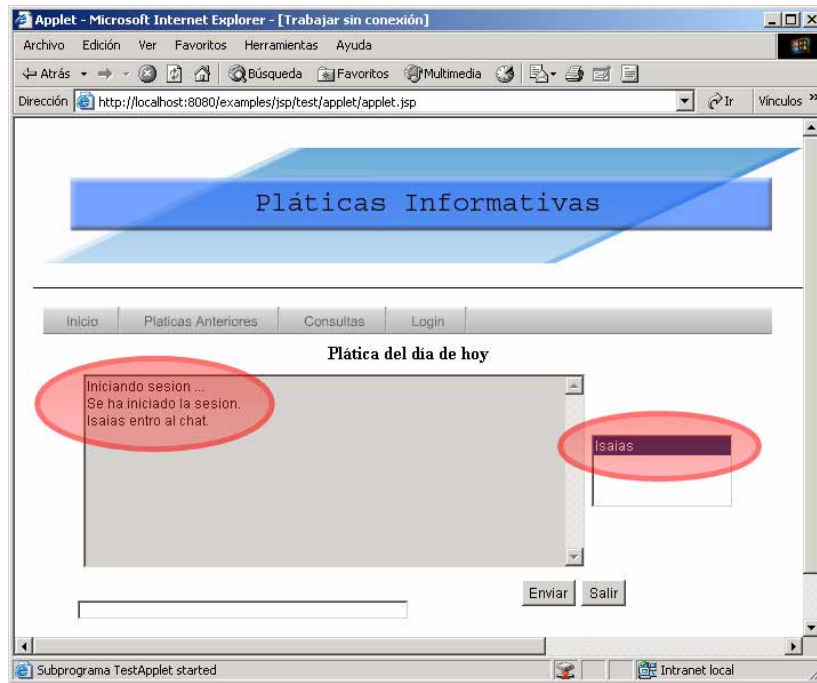 Applet - Microsoft Internet Explorer - [Trabajar sin conexión]
Archivo Edición Ver Favoritos Herramientas Ayuda
Atrás Búsqueda Favoritos Multimedia
Dirección http://localhost:8080/examples/jsp/test/applet/applet.jsp Ir Vínculos »
Pláticas Informativas
Inicio Platicas Anteriores Consultas Login
Plática del día de hoy
Iniciando sesion ...
Se ha iniciado la sesion.
Isaias entro al chat.
Isaias
Enviar Salir
Subprograma TestApplet started Intranet local